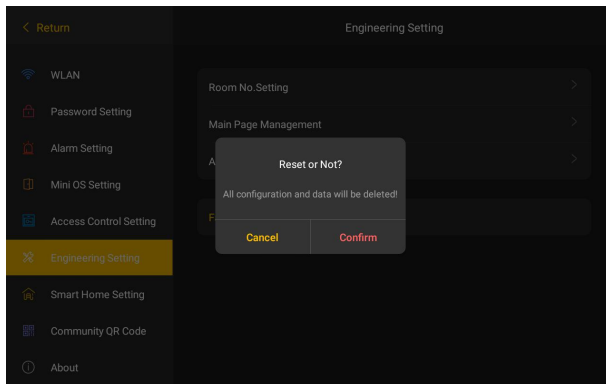 Return
Engineering Setting
WLAN
Password Setting
Alarm Setting
Mini OS Setting
Access Control Setting
Engineering Setting
Smart Home Setting
Community QR Code
About
Room No.Setting
Main Page Management
A
F
Reset or Not?
All configuration and data will be deleted!
Cancel
Confirm